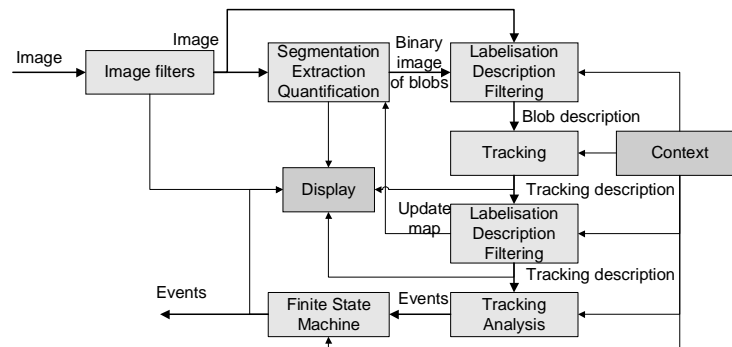 Image
Image filters
Image
Segmentation
Extraction
Quantification
Binary
image
of blobs
Labelisation
Description
Filtering
Blob description
Tracking
Context
Display
Tracking description
Update
map
Labelisation
Description
Filtering
Tracking description
Events
Finite State
Machine
Events
Tracking
Analysis